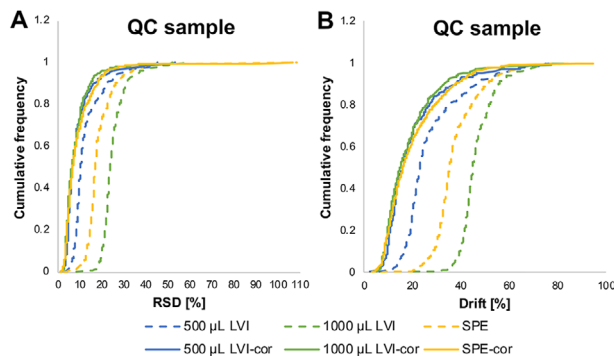 A
QC sample
1.2
1
0.8
0.6
0.4
0.2
0
Cumulative frequency
0 10 20 30 40 50 60 70 80 90 100 110
RSD [%]
B
QC sample
1.2
1
0.8
0.6
0.4
0.2
0
Cumulative frequency
0 20 40 60 80 100
Drift [%]
500 µL LVI 1000 µL LVI SPE
500 µL LVI-cor 1000 µL LVI-cor SPE-cor